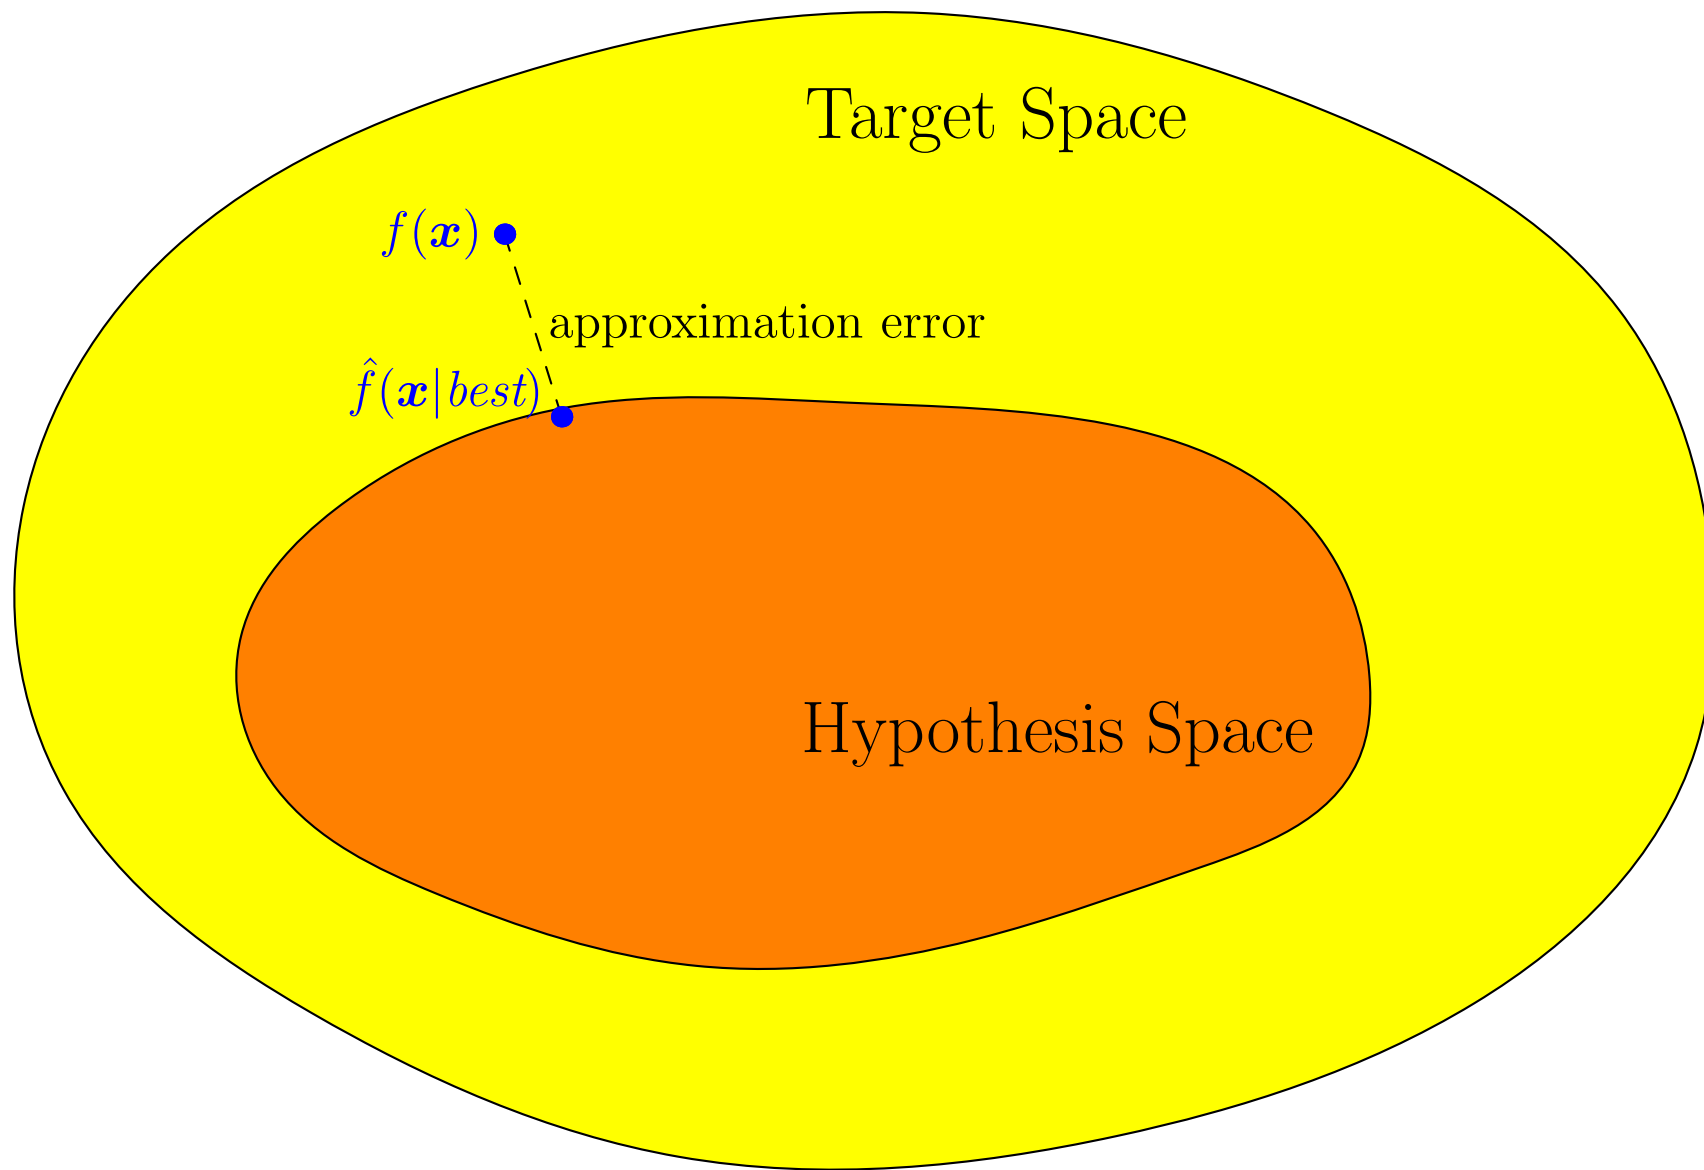 Target Space
f(x)
approximation error
f̂(x|best)
Hypothesis Space